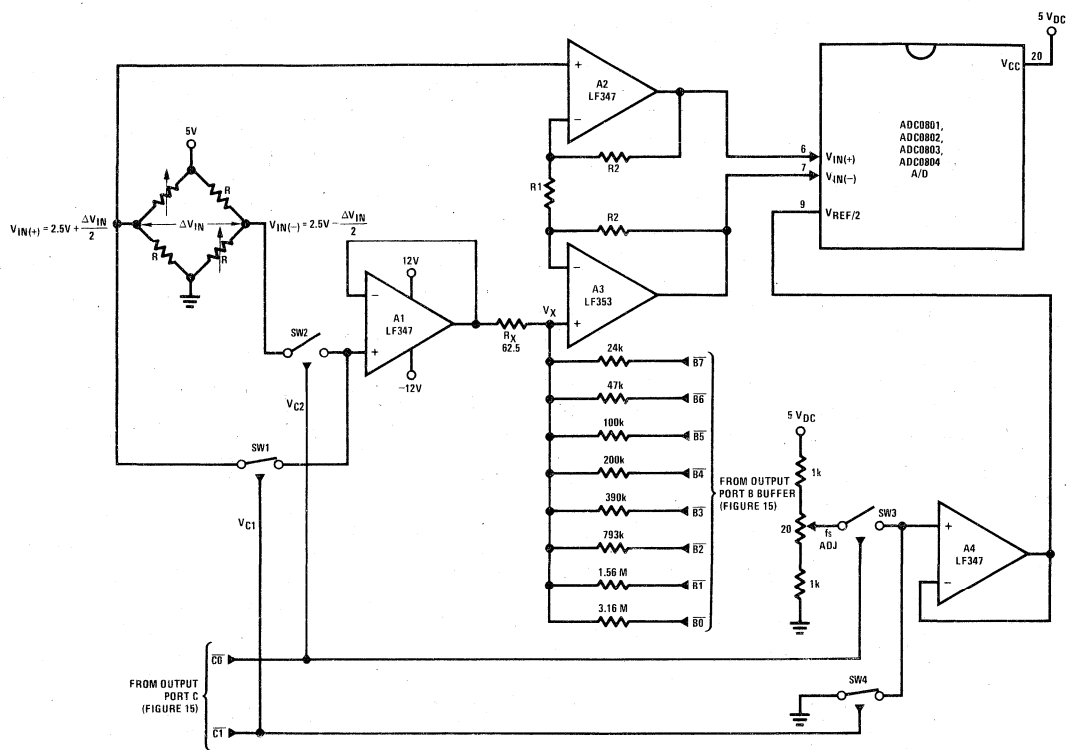 5 VDC
20
VCC
+
A2
LF347
−
ADC0801,
ADC0802,
ADC0803,
ADC0804
A/D
6
VIN(+)
7
VIN(−)
9
VREF/2
5V
R
R2
R1
VIN(+) = 2.5V + ΔVIN/2
ΔVIN
VIN(−) = 2.5V − ΔVIN/2
R
R
R2
−
A3
LF353
+
12V
−
A1
LF347
+
−12V
VX
RX
62.5
SW2
VC2
SW1
VC1
24k
B7
47k
B6
100k
B5
200k
B4
390k
B3
793k
B2
1.56 M
R1
3.16 M
B0
FROM OUTPUT
PORT B BUFFER
(FIGURE 15)
5 VDC
1k
20
fs
ADJ
SW3
1k
+
A4
LF347
−
FROM OUTPUT
PORT C
(FIGURE 15)
C0
C1
SW4